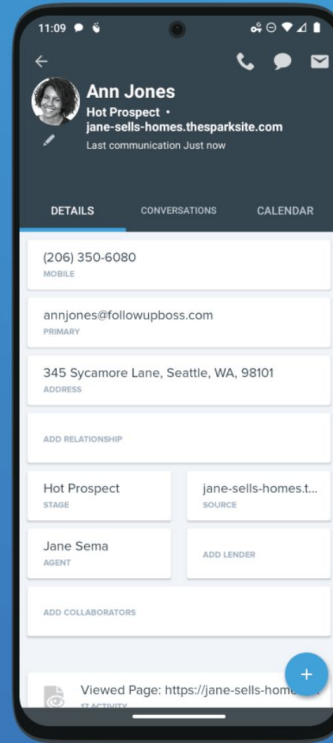 11:09
Ann Jones
Hot Prospect •
jane-sells-homes.thesparksite.com
Last communication Just now
DETAILS CONVERSATIONS CALENDAR
(206) 350-6080
MOBILE
annjones@followupboss.com
PRIMARY
345 Sycamore Lane, Seattle, WA, 98101
ADDRESS
ADD RELATIONSHIP
Hot Prospect jane-sells-homes.t...
STAGE SOURCE
Jane Sema ADD LENDER
AGENT
ADD COLLABORATORS
+
Viewed Page: https://jane-sells-home
ACTIVITY